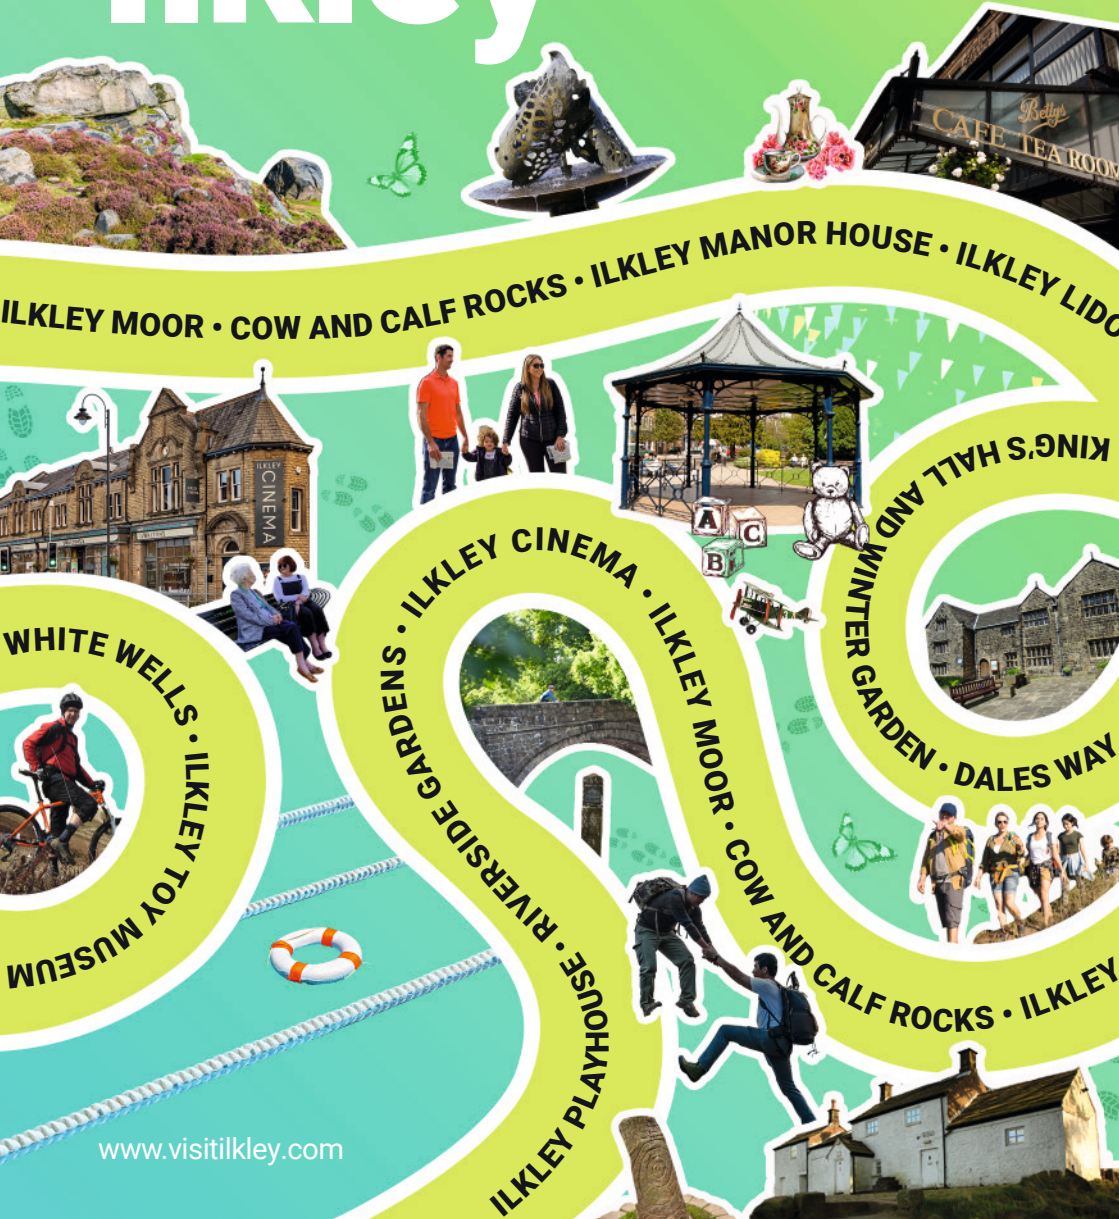 Ilkley
Bettys
CAFE TEA ROOM
ILKLEY MOOR • COW AND CALF ROCKS • ILKLEY MANOR HOUSE • ILKLEY LIDO
ILKLEY CINEMA
KING'S HALL AND WINTER GARDEN • DALES WAY
A
C
B
WHITE WELLS • ILKLEY TOY MUSEUM
ILKLEY PLAYHOUSE • RIVERSIDE GARDENS • ILKLEY CINEMA • ILKLEY MOOR • COW AND CALF ROCKS • ILKLEY
www.visitilkley.com